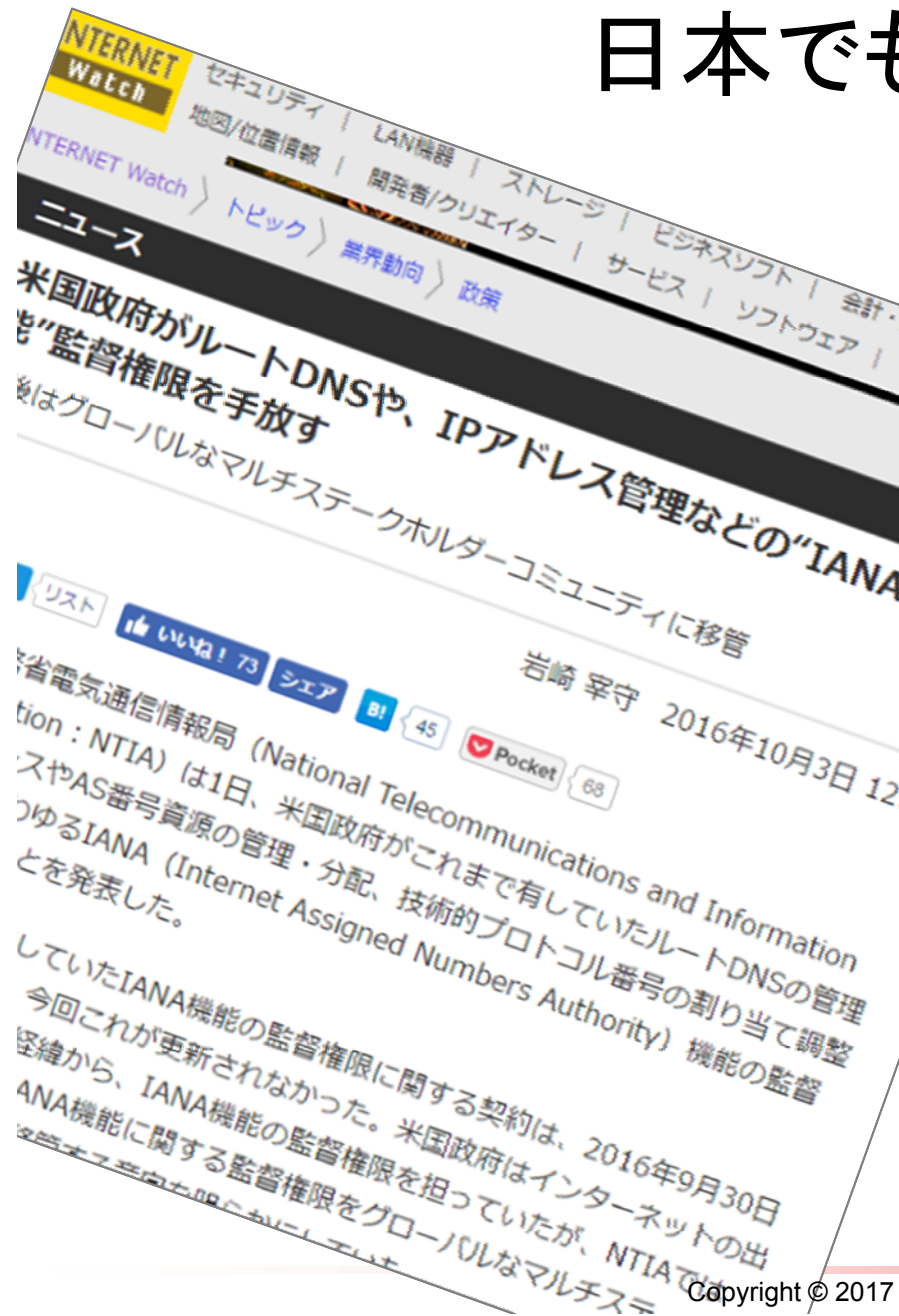 日本でも
NTERNET
Watch
セキュリティ | LAN機器 | ストレージ | ビジネスソフト | 会計・
地図/位置情報 | 開発者/クリエイター | サービス | ソフトウェア |
NTERNET Watch 〉 トピック 〉 業界動向 〉 政策
ニュース
米国政府がルートDNSや、IPアドレス管理などの“IANA
能”監督権限を手放す
後はグローバルなマルチステークホルダーコミュニティに移管
岩崎 宰守 2016年10月3日 12
リスト いいね! 73 シェア B! 45 Pocket 68
省電気通信情報局 (National Telecommunications and Information
tion:NTIA) は1日、米国政府がこれまで有していたルートDNSの管理
スやAS番号資源の管理・分配、技術的プロトコル番号の割り当て調整
わゆるIANA (Internet Assigned Numbers Authority) 機能の監督
とを発表した。
していたIANA機能の監督権限に関する契約は、2016年9月30日
今回これが更新されなかった。米国政府はインターネットの出
経緯から、IANA機能の監督権限を担っていたが、NTIAでは
ANA機能に関する監督権限をグローバルなマルチステ
Copyright © 2017